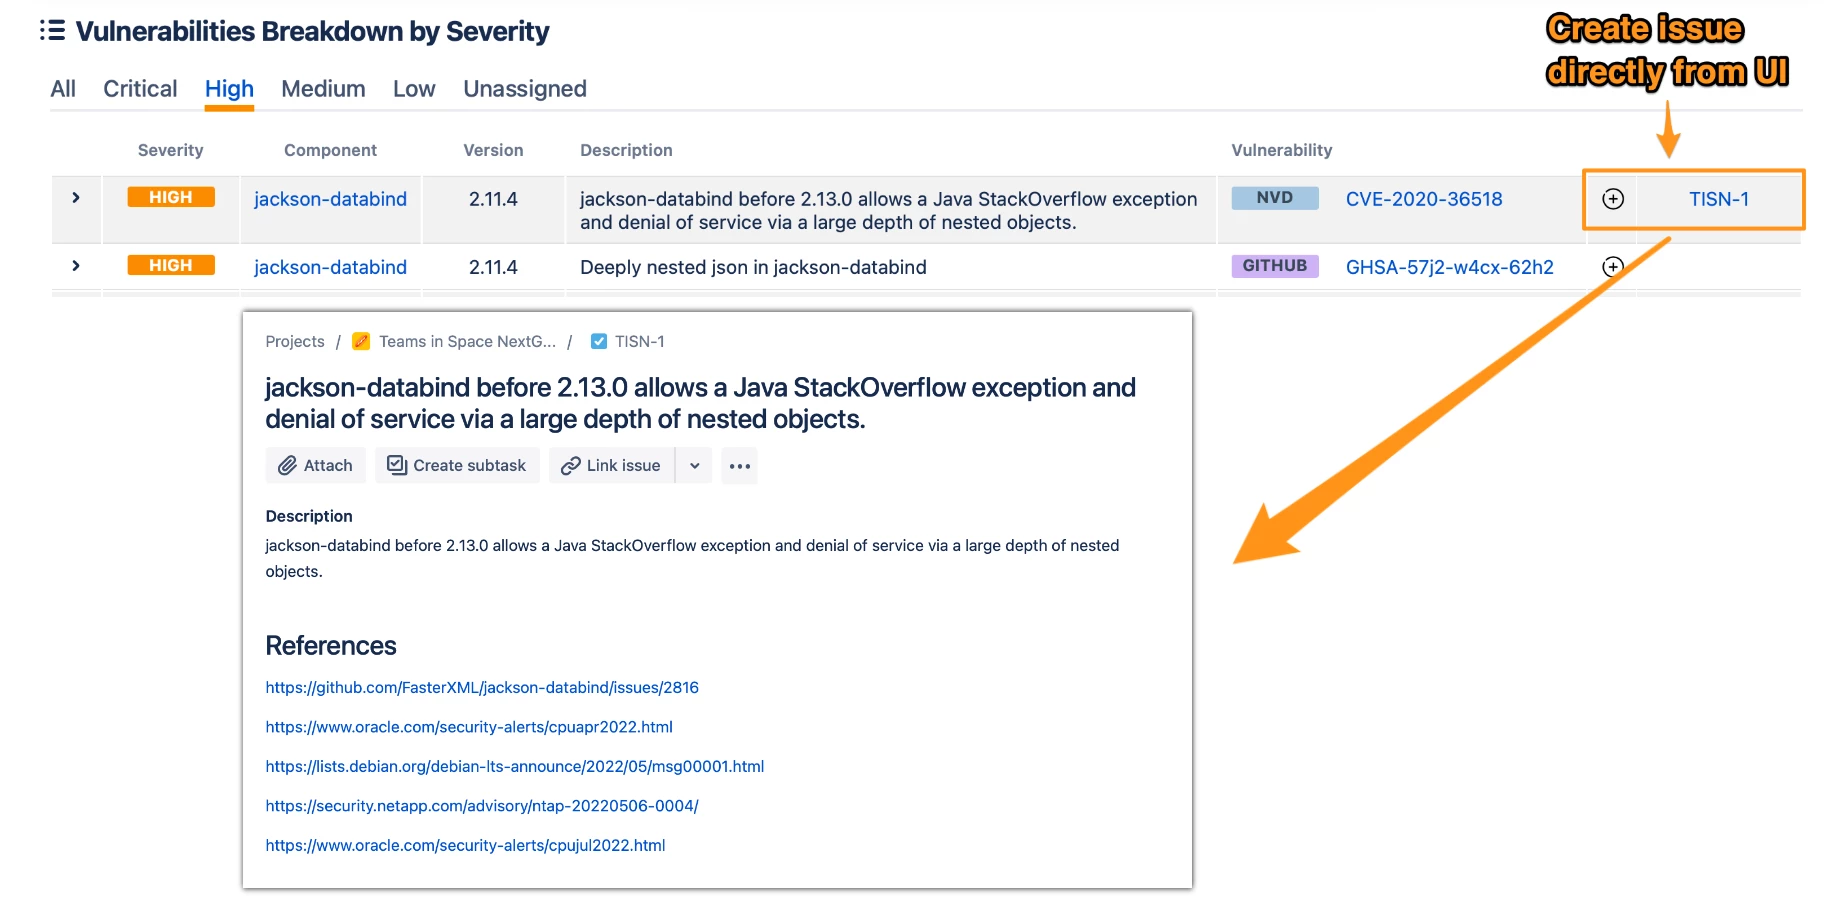 Vulnerabilities Breakdown by Severity
Create issue
directly from UI
All Critical High Medium Low Unassigned
Severity Component Version Description Vulnerability
HIGH jackson-databind 2.11.4 jackson-databind before 2.13.0 allows a Java StackOverflow exception NVD CVE-2020-36518 TISN-1
and denial of service via a large depth of nested objects.
HIGH jackson-databind 2.11.4 Deeply nested json in jackson-databind GITHUB GHSA-57j2-w4cx-62h2
Projects / Teams in Space NextG... / TISN-1
jackson-databind before 2.13.0 allows a Java StackOverflow exception and
denial of service via a large depth of nested objects.
Attach Create subtask Link issue
Description
jackson-databind before 2.13.0 allows a Java StackOverflow exception and denial of service via a large depth of nested
objects.
References
https://github.com/FasterXML/jackson-databind/issues/2816
https://www.oracle.com/security-alerts/cpuapr2022.html
https://lists.debian.org/debian-lts-announce/2022/05/msg00001.html
https://security.netapp.com/advisory/ntap-20220506-0004/
https://www.oracle.com/security-alerts/cpujul2022.html